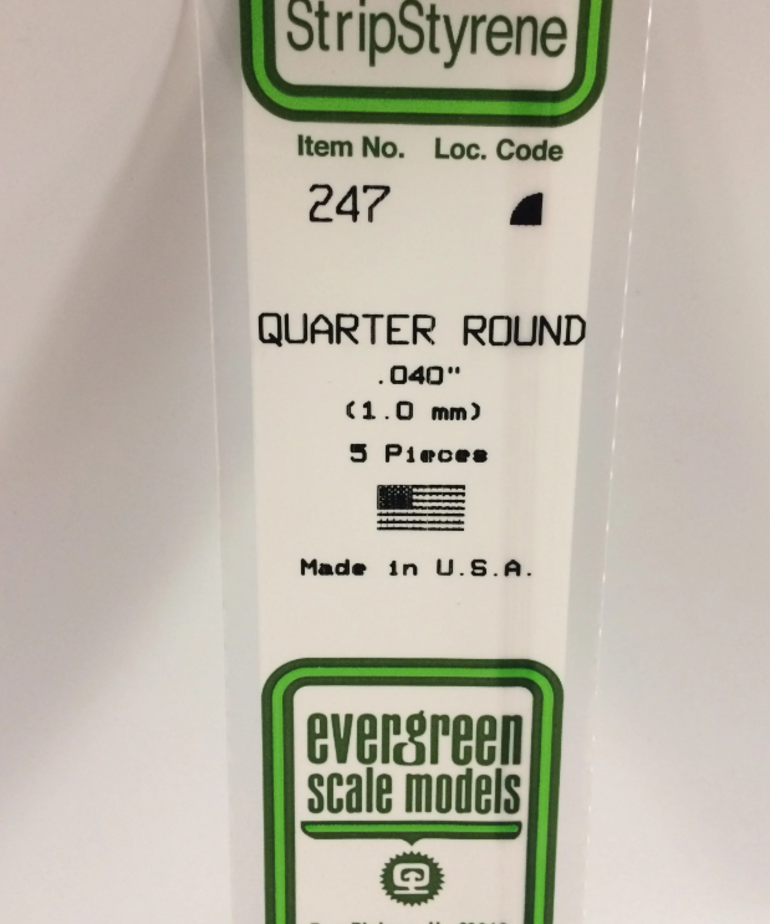 StripStyrene
Item No. Loc. Code
247
QUARTER ROUND
.040"
(1.0 mm)
5 Pieces
Made in U.S.A.
evergreen
scale models